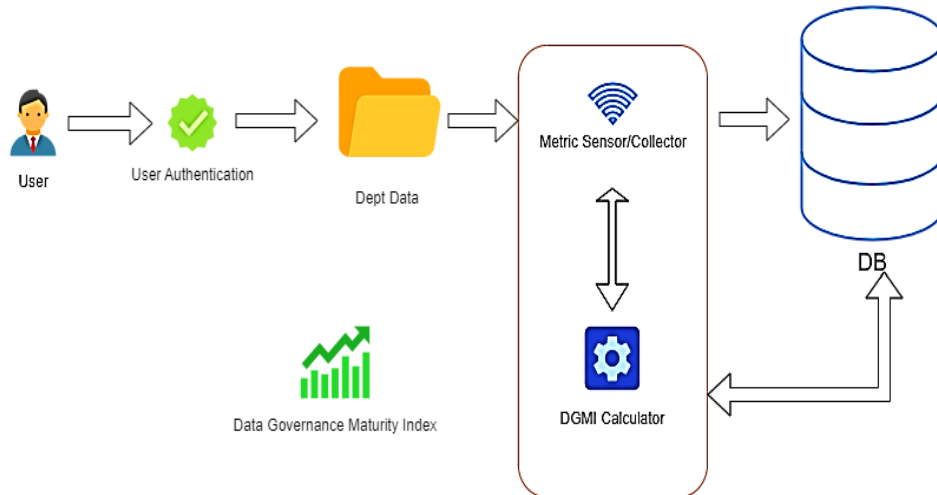 User
User Authentication
Dept Data
Metric Sensor/Collector
DB
Data Governance Maturity Index
DGMI Calculator